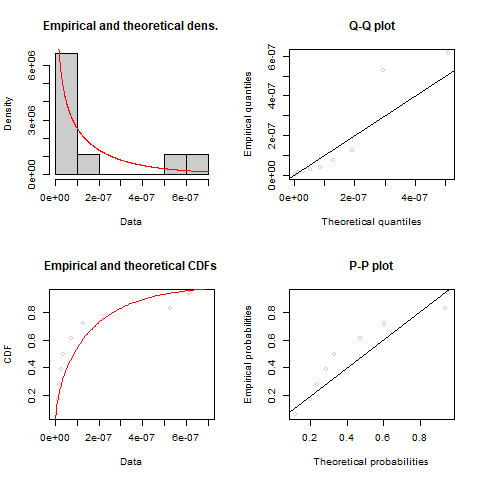 Empirical and theoretical dens.
Density
0e+00 3e+06 6e+06
0e+00 2e-07 4e-07 6e-07
Data
Q-Q plot
Empirical quantiles
0e+00 2e-07 4e-07 6e-07
0e+00 2e-07 4e-07
Theoretical quantiles
Empirical and theoretical CDFs
CDF
0.2 0.4 0.6 0.8
0e+00 2e-07 4e-07 6e-07
Data
P-P plot
Empirical probabilities
0.2 0.4 0.6 0.8
0.2 0.4 0.6 0.8
Theoretical probabilities